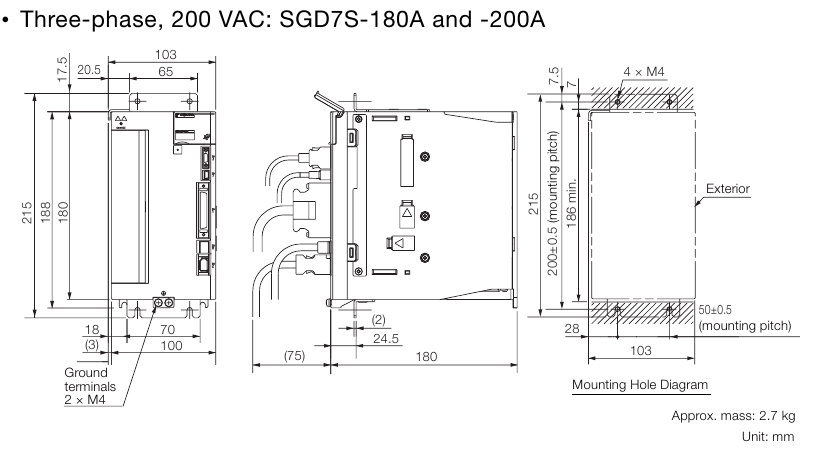 • Three-phase, 200 VAC: SGD7S-180A and -200A
103
20.5
65
17.5
215
188
180
18
70
(3)
100
Ground
terminals
2 × M4
(2)
24.5
(75)
180
7.5
7
4 × M4
215
200±0.5 (mounting pitch)
186 min.
Exterior
50±0.5
(mounting pitch)
28
103
Mounting Hole Diagram
Approx. mass: 2.7 kg
Unit: mm